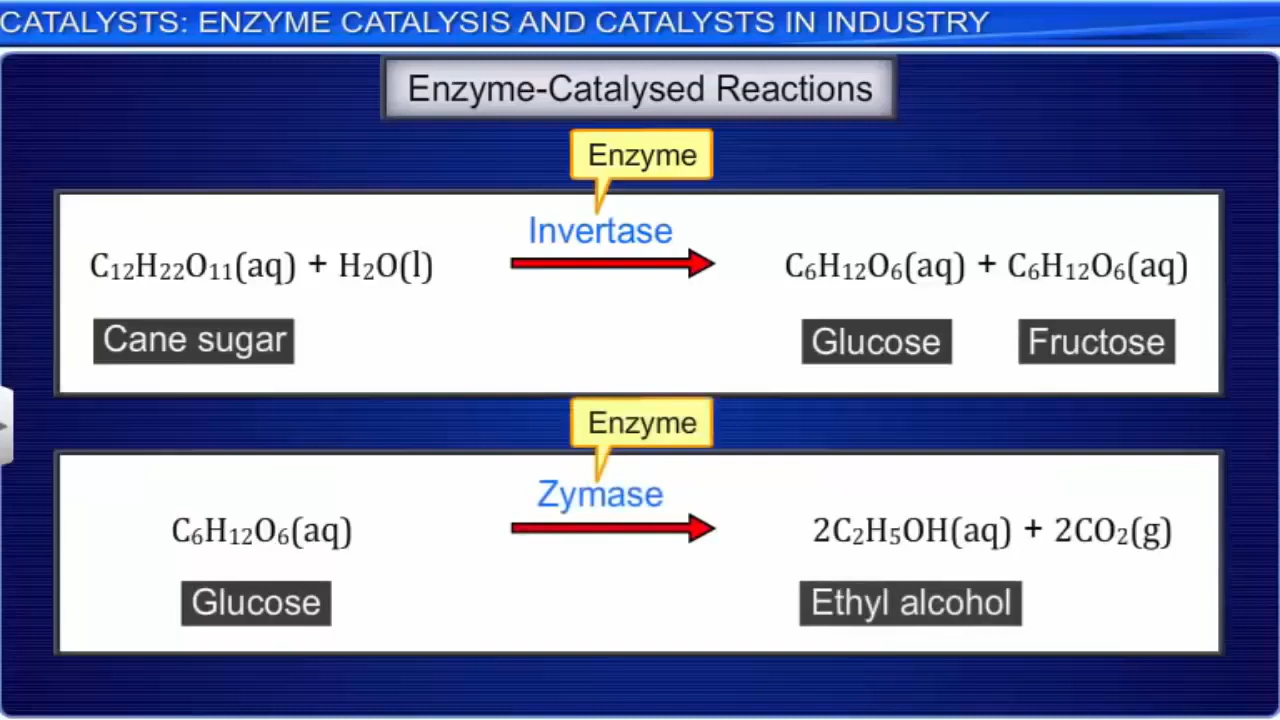 CATALYSTS: ENZYME CATALYSIS AND CATALYSTS IN INDUSTRY
Enzyme-Catalysed Reactions
Enzyme
Invertase
C₁₂H₂₂O₁₁(aq) + H₂O(l) C₆H₁₂O₆(aq) + C₆H₁₂O₆(aq)
Cane sugar Glucose Fructose
Enzyme
Zymase
C₆H₁₂O₆(aq) 2C₂H₅OH(aq) + 2CO₂(g)
Glucose Ethyl alcohol